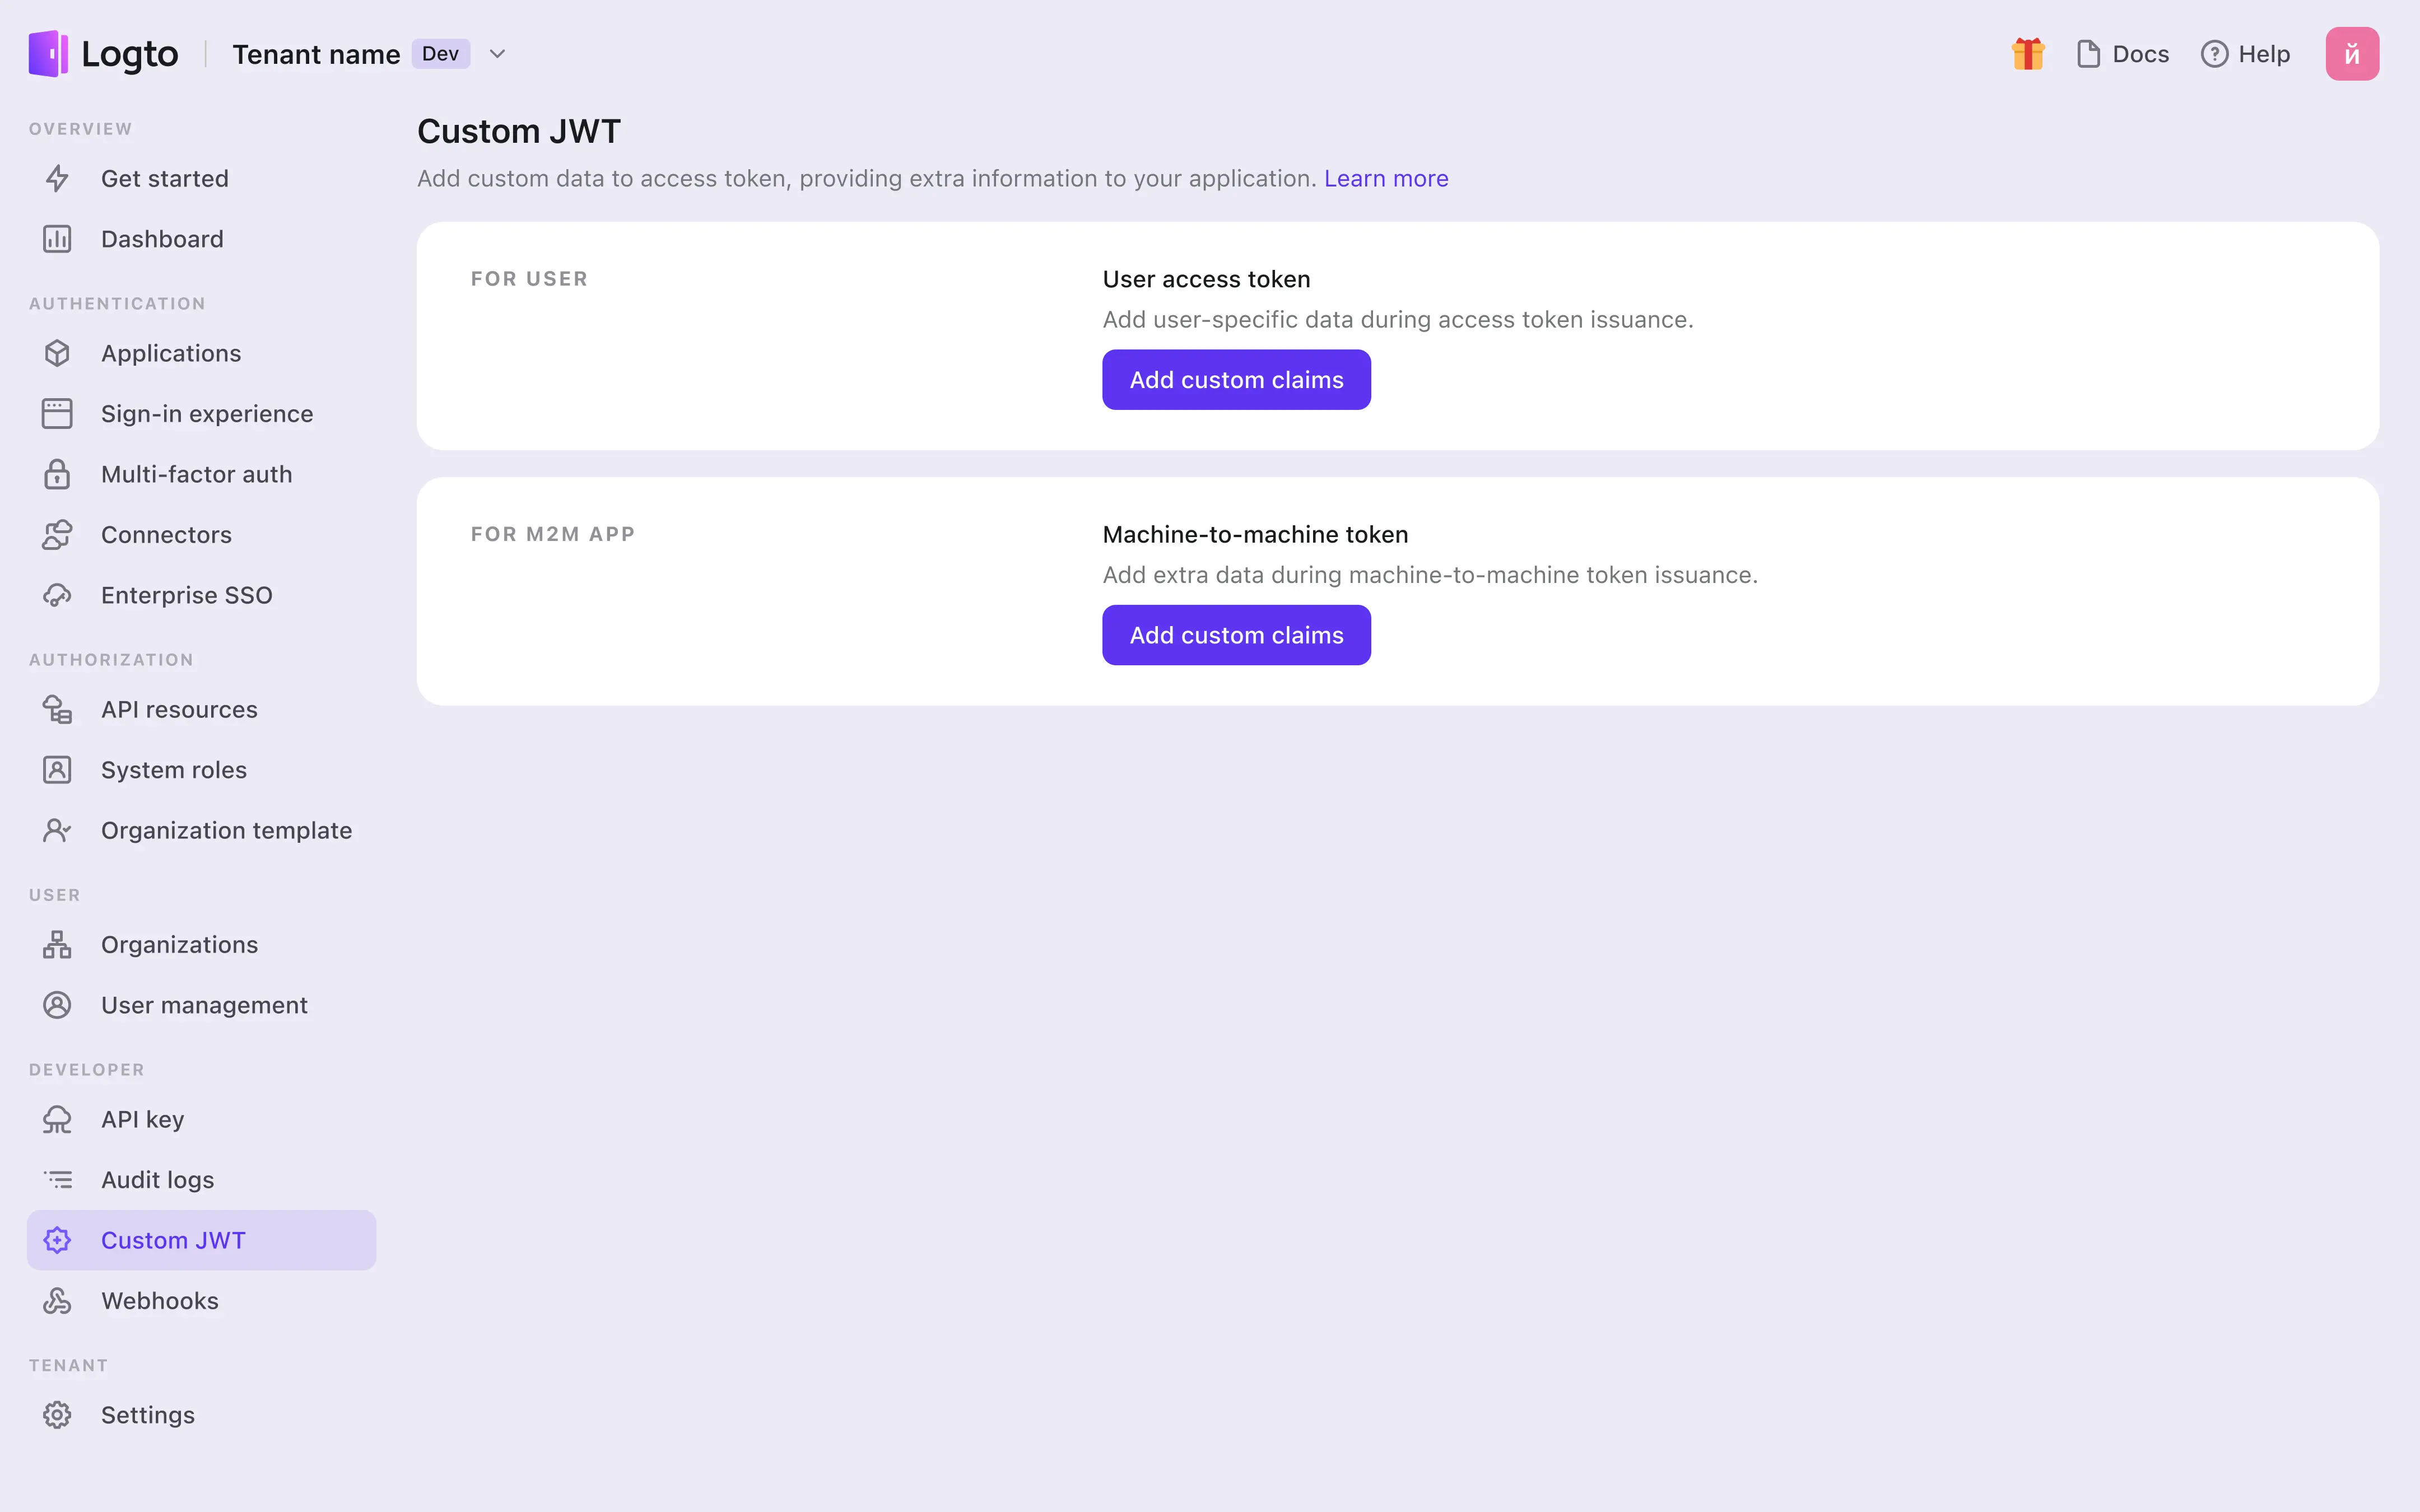 Logto
Tenant name Dev
Docs
Help
й
OVERVIEW
Get started
Dashboard
AUTHENTICATION
Applications
Sign-in experience
Multi-factor auth
Connectors
Enterprise SSO
AUTHORIZATION
API resources
System roles
Organization template
USER
Organizations
User management
DEVELOPER
API key
Audit logs
Custom JWT
Webhooks
TENANT
Settings
Custom JWT
Add custom data to access token, providing extra information to your application. Learn more
FOR USER
User access token
Add user-specific data during access token issuance.
Add custom claims
FOR M2M APP
Machine-to-machine token
Add extra data during machine-to-machine token issuance.
Add custom claims